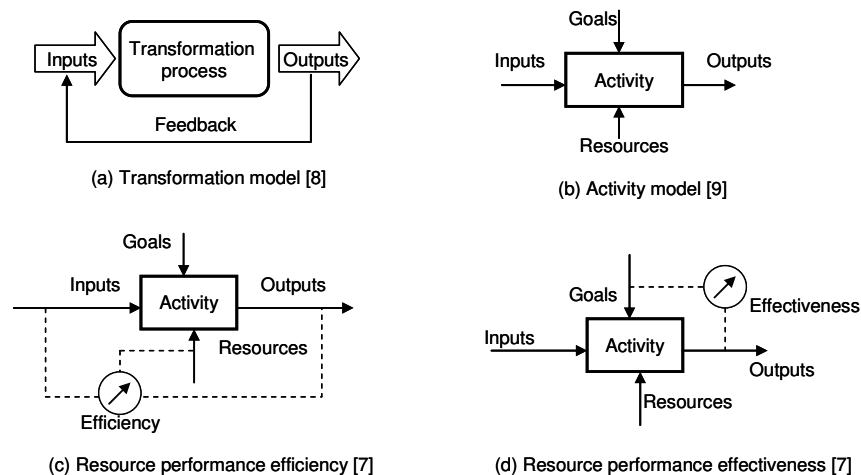 Inputs
Transformation
process
Outputs
Feedback
(a) Transformation model [8]
Goals
Inputs
Activity
Outputs
Resources
(b) Activity model [9]
Goals
Inputs
Activity
Outputs
Resources
Efficiency
(c) Resource performance efficiency [7]
Goals
Effectiveness
Inputs
Activity
Outputs
Resources
(d) Resource performance effectiveness [7]